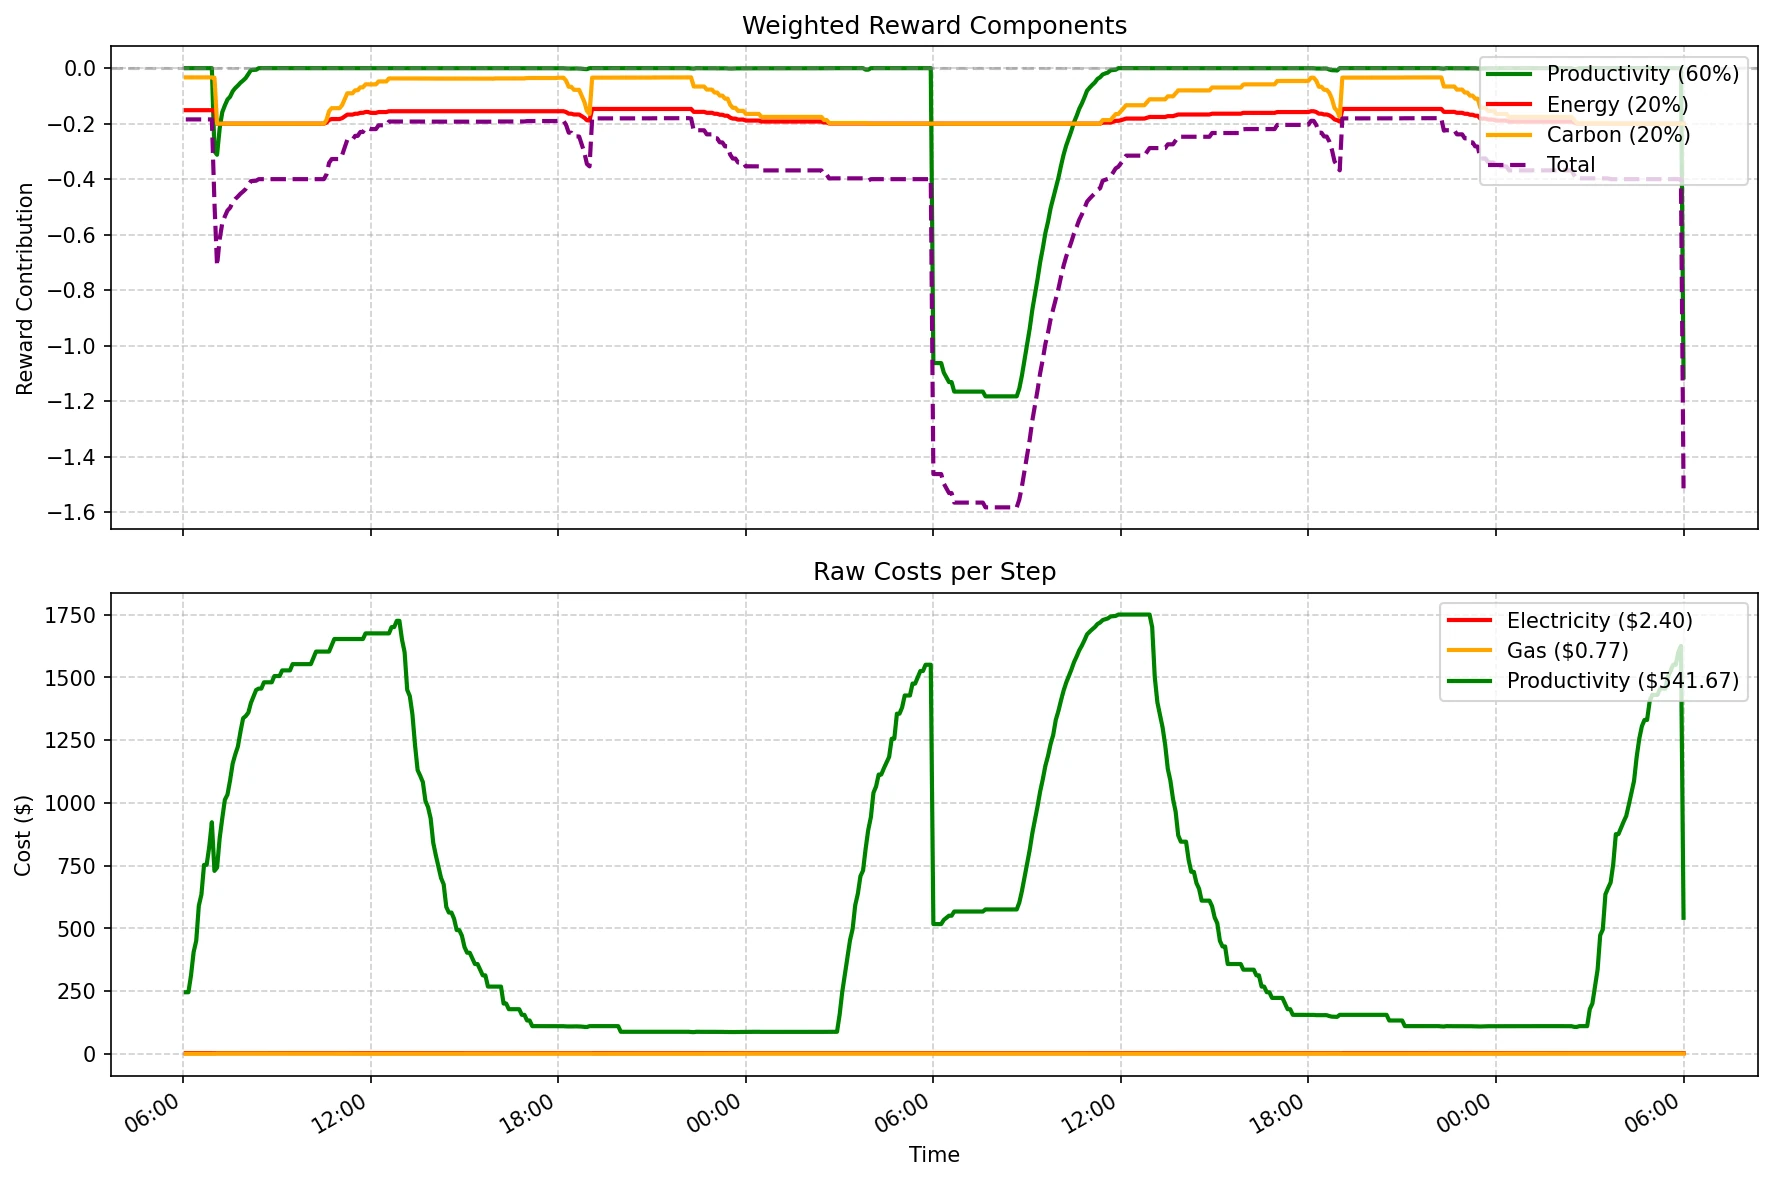 Weighted Reward Components
Reward Contribution
0.0
−0.2
−0.4
−0.6
−0.8
−1.0
−1.2
−1.4
−1.6
Productivity (60%)
Energy (20%)
Carbon (20%)
Total
Raw Costs per Step
Cost ($)
1750
1500
1250
1000
750
500
250
0
Electricity ($2.40)
Gas ($0.77)
Productivity ($541.67)
06:00
12:00
18:00
00:00
06:00
12:00
18:00
00:00
06:00
Time